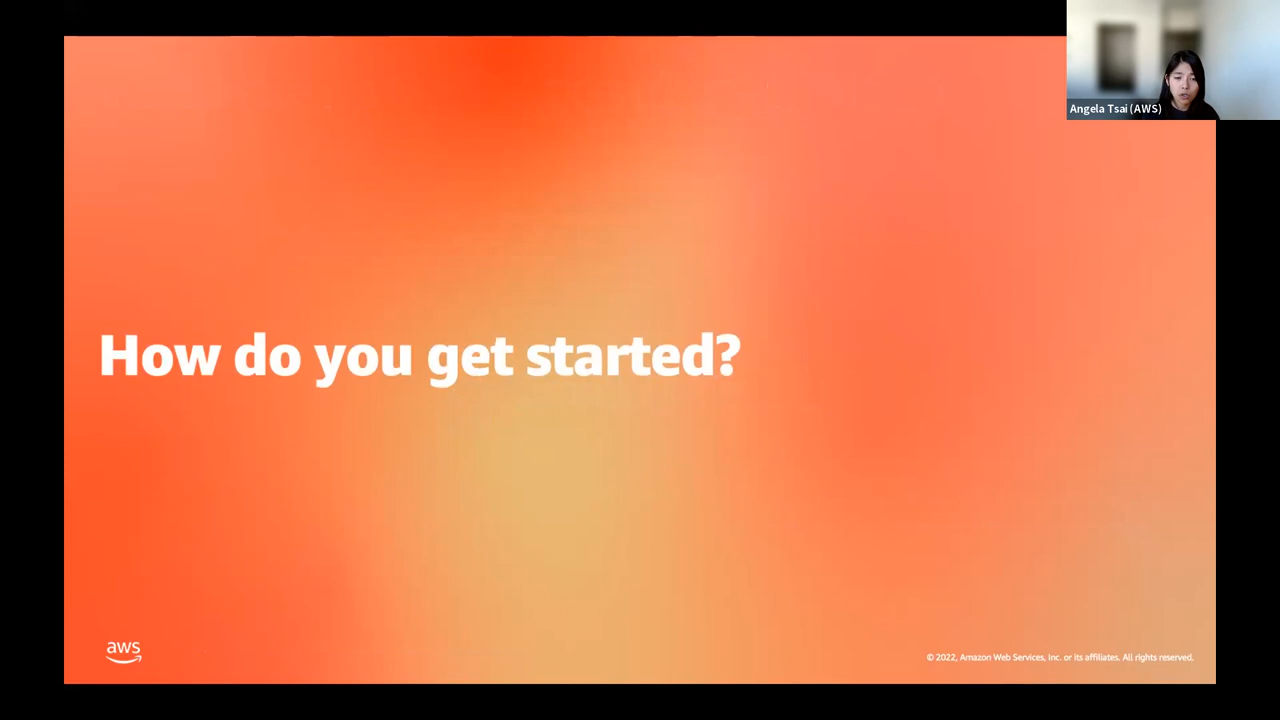 Angela Tsai (AWS)
How do you get started?
aws
© 2022, Amazon Web Services, Inc. or its affiliates. All rights reserved.